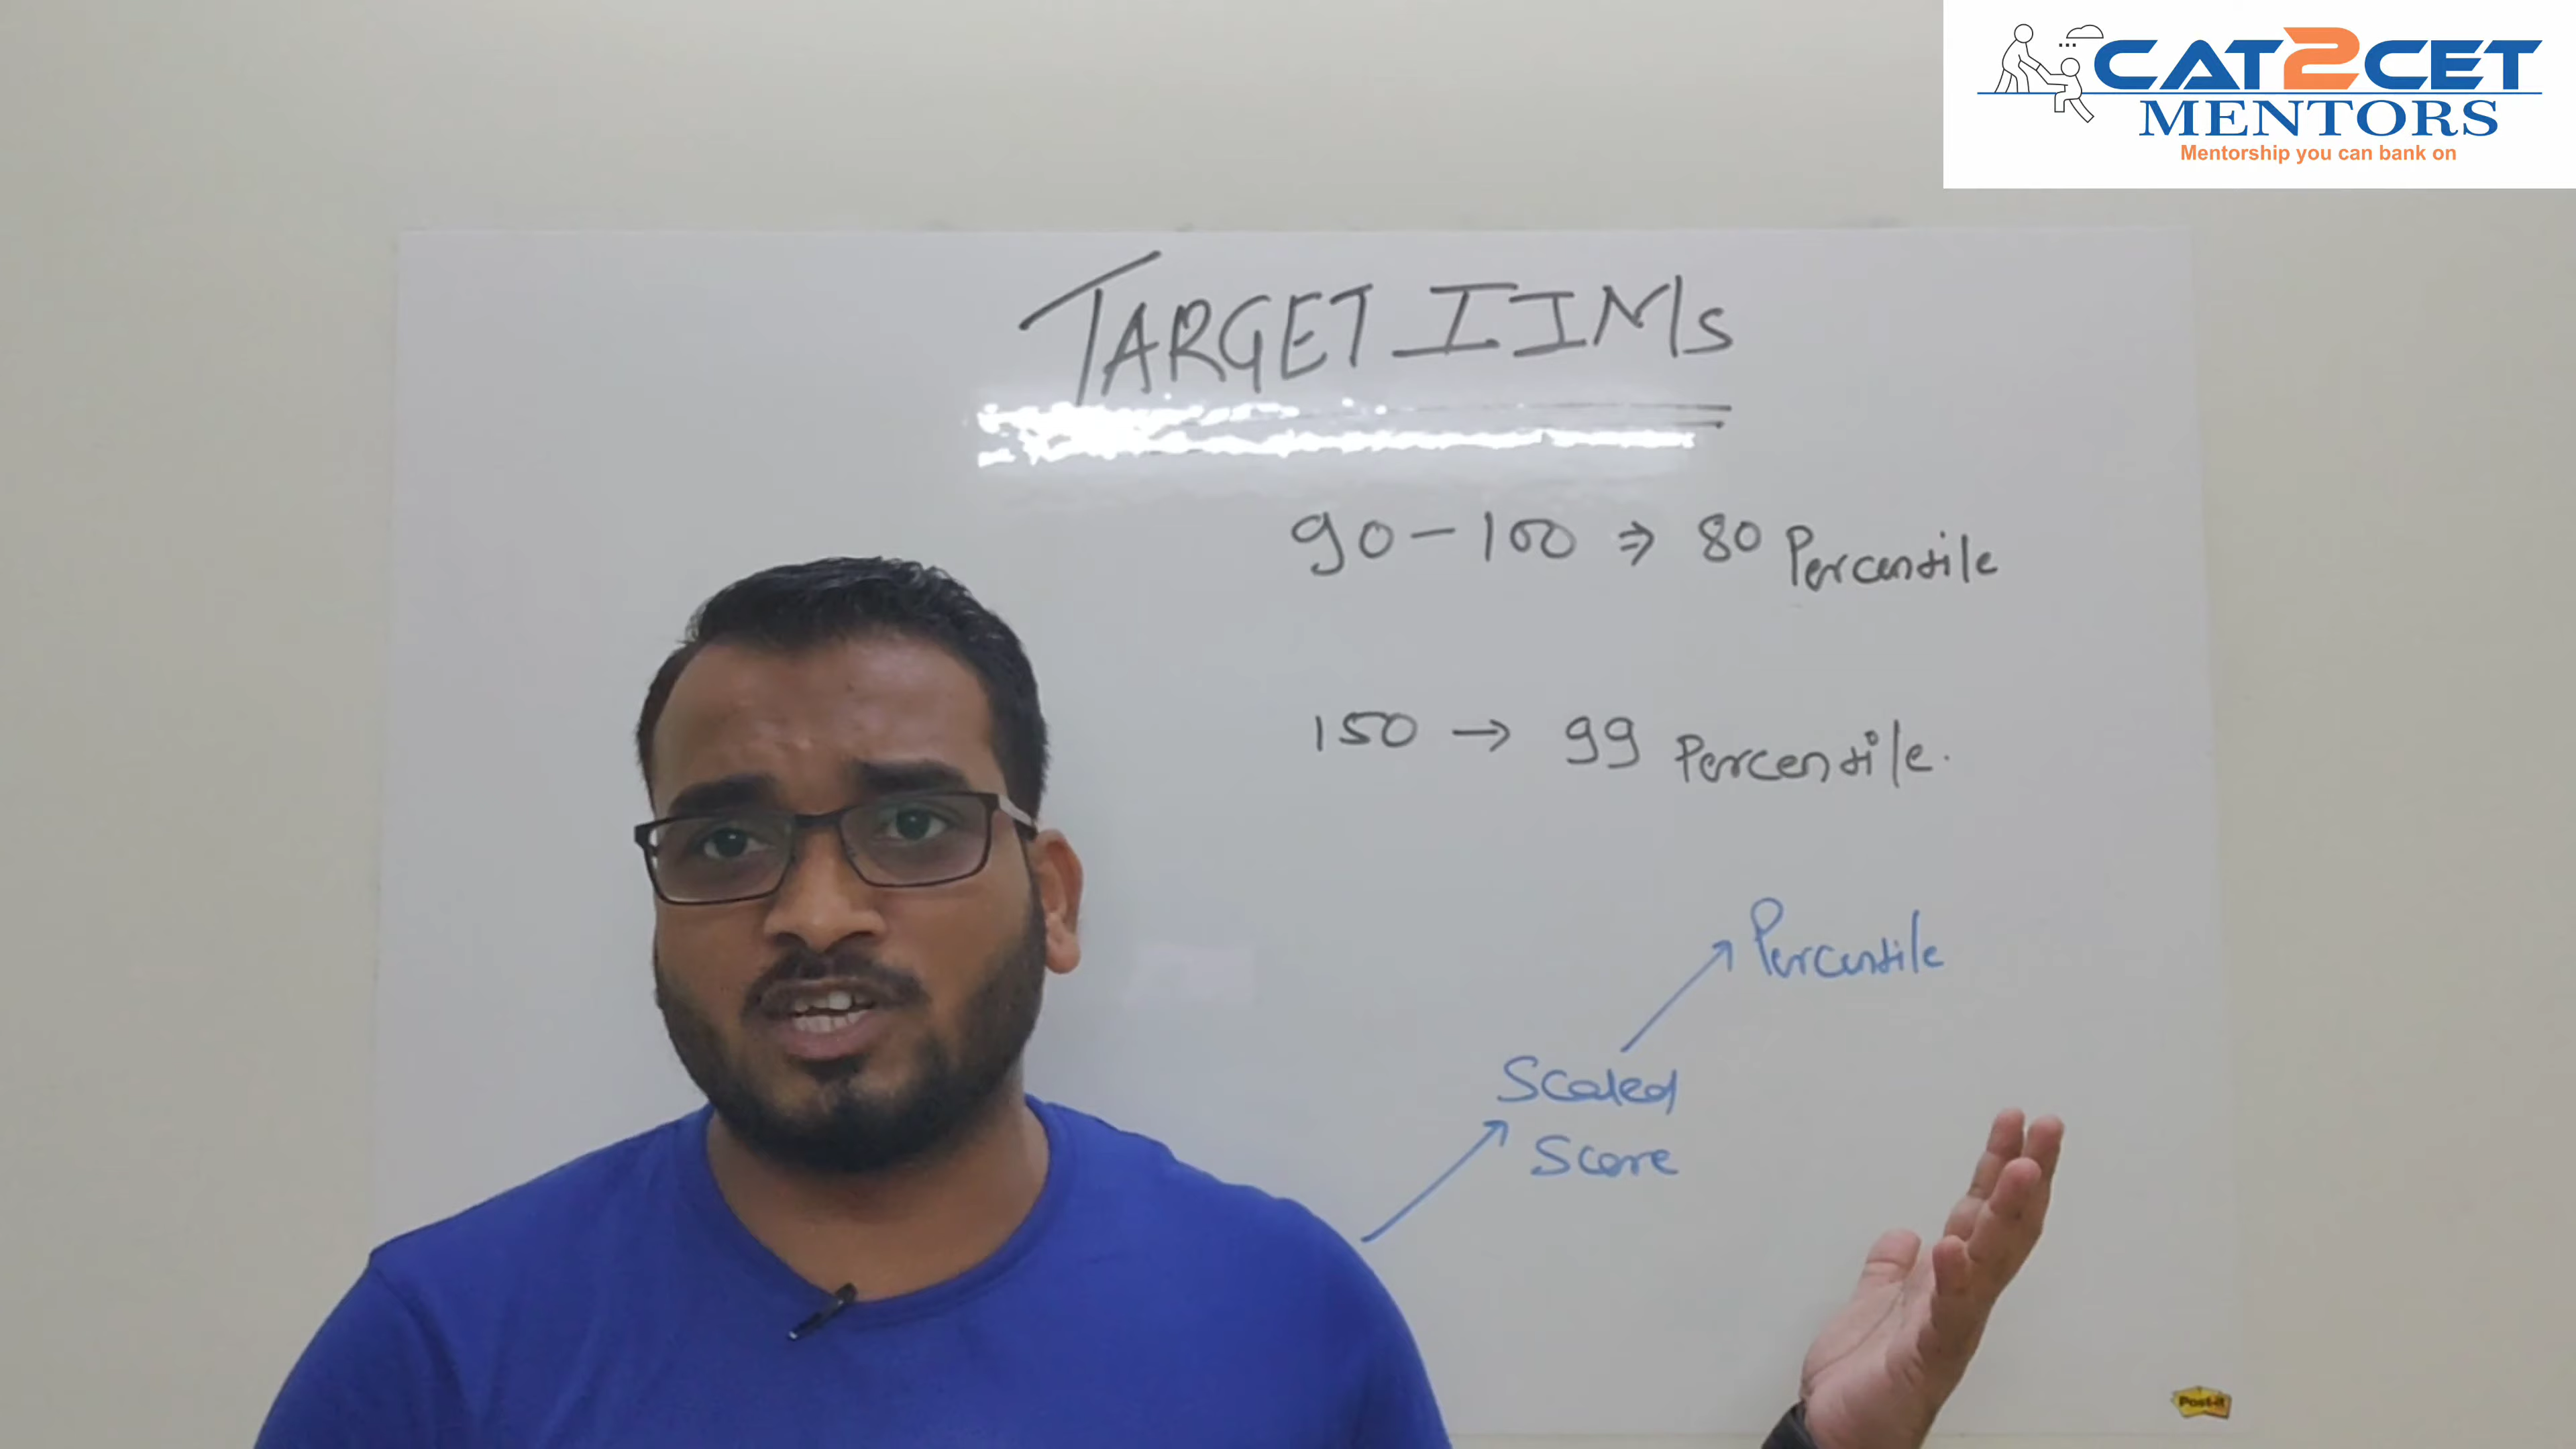 CAT2CET
MENTORS
Mentorship you can bank on
TARGET IIMs
90 - 100 ⇒ 80 Percentile
150 → 99 Percentile.
Percentile
Scaled
Score
Post-it